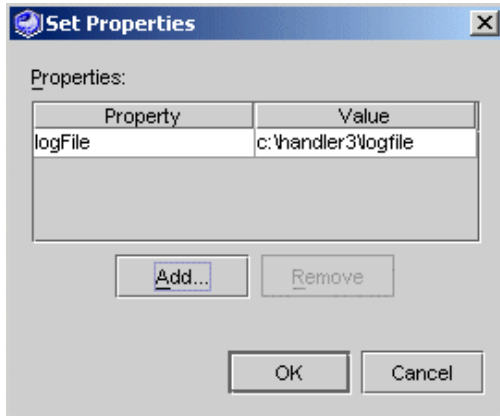 Set Properties
Properties:
Property Value
logFile c:\handler3\logfile
Add... Remove
OK Cancel